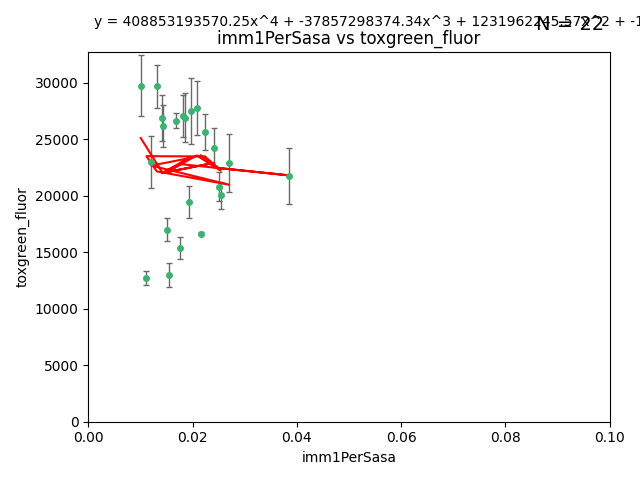 y = 408853193570.25x^4 + -37857298374.34x^3 + 1231962245.57x^2 + -1
N = 22
imm1PerSasa vs toxgreen_fluor
30000
25000
20000
15000
10000
5000
0
toxgreen_fluor
0.00 0.02 0.04 0.06 0.08 0.10
imm1PerSasa